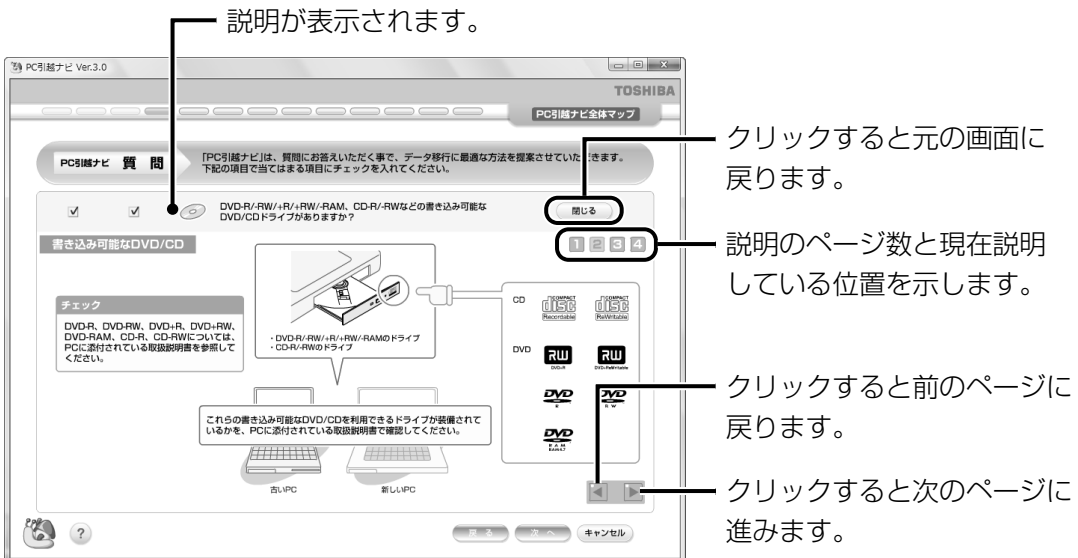 説明が表示されます。
PC引越ナビ Ver.3.0
TOSHIBA
PC引越ナビ全体マップ
クリックすると元の画面に
戻ります。
PC引越ナビ 質 問
「PC引越ナビ」は、質問にお答えいただく事で、データ移行に最適な方法を提案させていただきます。
下記の項目で当てはまる項目にチェックを入れてください。
DVD-R/-RW/+R/+RW/-RAM、CD-R/-RWなどの書き込み可能な
DVD/CDドライブがありますか?
閉じる
書き込み可能なDVD/CD
1 2 3 4
説明のページ数と現在説明
している位置を示します。
チェック
DVD-R、DVD-RW、DVD+R、DVD+RW、
DVD-RAM、CD-R、CD-RWについては、
PCに添付されている取扱説明書を参照して
ください。
・DVD-R/-RW/+R/+RW/-RAMのドライブ
・CD-R/-RWのドライブ
CD
COMPACT disc Recordable
COMPACT disc ReWritable
DVD
RW DVD+R
RW DVD+ReWritable
DVD R
DVD R W
DVD R A M RAM4.7
これらの書き込み可能なDVD/CDを利用できるドライブが装備されて
いるかを、PCに添付されている取扱説明書で確認してください。
古いPC
新しいPC
クリックすると前のページに
戻ります。
クリックすると次のページに
進みます。
?
戻 る
次 へ
キャンセル